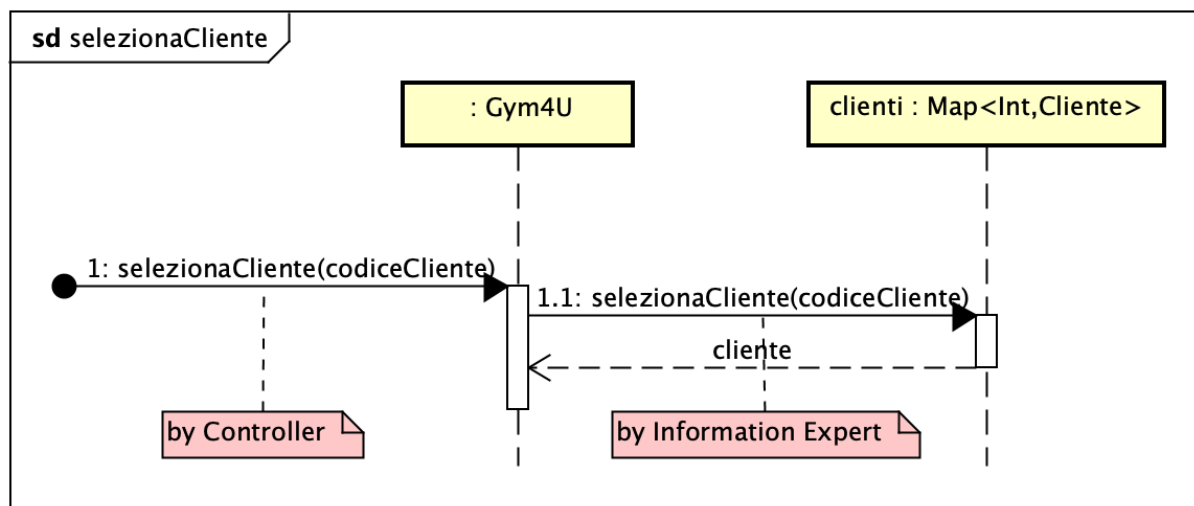 sd selezionaCliente
: Gym4U
clienti : Map<Int,Cliente>
1: selezionaCliente(codiceCliente)
1.1: selezionaCliente(codiceCliente)
cliente
by Controller
by Information Expert